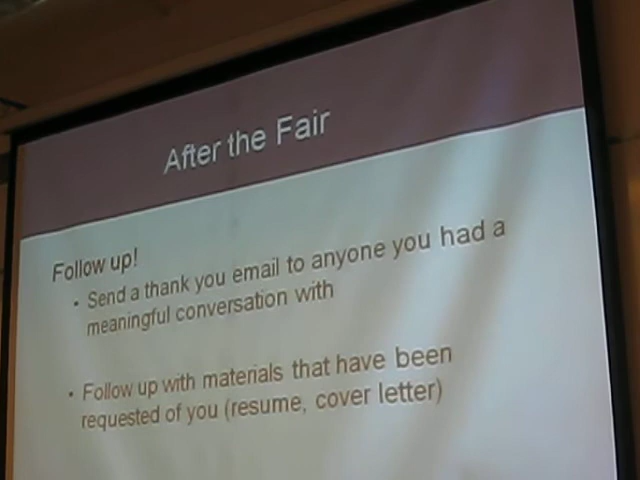 After the Fair
Follow up!
• Send a thank you email to anyone you had a
meaningful conversation with
• Follow up with materials that have been
requested of you (resume, cover letter)